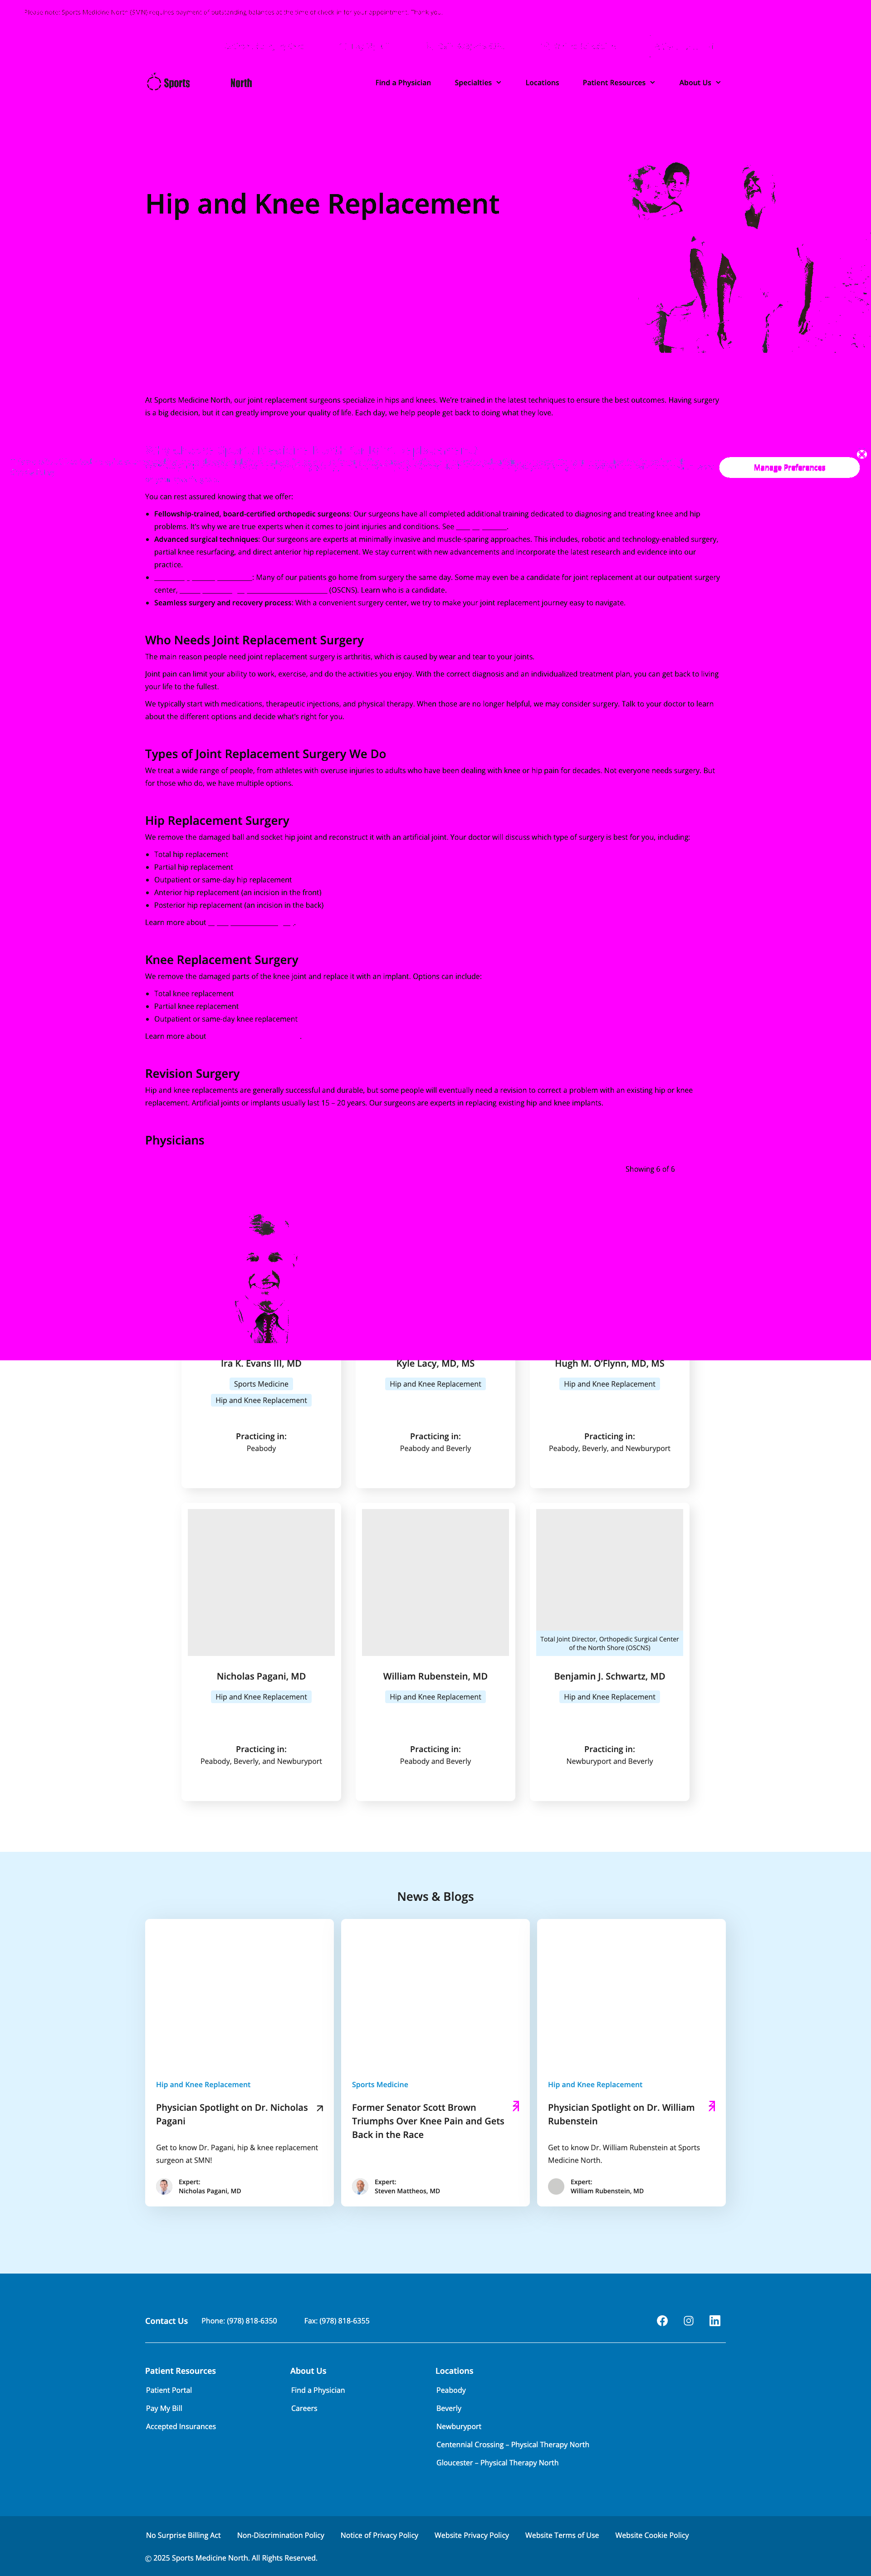 Please note: Sports Medicine North (SMN) requires payment of outstanding balances at the time of check in for your appointment. Thank you.
Sports North
Find a Physician Specialties Locations Patient Resources About Us
Hip and Knee Replacement
At Sports Medicine North, our joint replacement surgeons specialize in hips and knees. We're trained in the latest techniques to ensure the best outcomes. Having surgery
is a big decision, but it can greatly improve your quality of life. Each day, we help people get back to doing what they love.
Manage Preferences
You can rest assured knowing that we offer:
• Fellowship-trained, board-certified orthopedic surgeons: Our surgeons have all completed additional training dedicated to diagnosing and treating knee and hip
problems. It's why we are true experts when it comes to joint injuries and conditions. See
• Advanced surgical techniques: Our surgeons are experts at minimally invasive and muscle-sparing approaches. This includes, robotic and technology-enabled surgery,
partial knee resurfacing, and direct anterior hip replacement. We stay current with new advancements and incorporate the latest research and evidence into our
practice.
• : Many of our patients go home from surgery the same day. Some may even be a candidate for joint replacement at our outpatient surgery
center, (OSCNS). Learn who is a candidate.
• Seamless surgery and recovery process: With a convenient surgery center, we try to make your joint replacement journey easy to navigate.
Who Needs Joint Replacement Surgery
The main reason people need joint replacement surgery is arthritis, which is caused by wear and tear to your joints.
Joint pain can limit your ability to work, exercise, and do the activities you enjoy. With the correct diagnosis and an individualized treatment plan, you can get back to living
your life to the fullest.
We typically start with medications, therapeutic injections, and physical therapy. When those are no longer helpful, we may consider surgery. Talk to your doctor to learn
about the different options and decide what's right for you.
Types of Joint Replacement Surgery We Do
We treat a wide range of people, from athletes with overuse injuries to adults who have been dealing with knee or hip pain for decades. Not everyone needs surgery. But
for those who do, we have multiple options.
Hip Replacement Surgery
We remove the damaged ball and socket hip joint and reconstruct it with an artificial joint. Your doctor will discuss which type of surgery is best for you, including:
• Total hip replacement
• Partial hip replacement
• Outpatient or same-day hip replacement
• Anterior hip replacement (an incision in the front)
• Posterior hip replacement (an incision in the back)
Learn more about
Knee Replacement Surgery
We remove the damaged parts of the knee joint and replace it with an implant. Options can include:
• Total knee replacement
• Partial knee replacement
• Outpatient or same-day knee replacement
Learn more about .
Revision Surgery
Hip and knee replacements are generally successful and durable, but some people will eventually need a revision to correct a problem with an existing hip or knee
replacement. Artificial joints or implants usually last 15 – 20 years. Our surgeons are experts in replacing existing hip and knee implants.
Physicians
Showing 6 of 6
Ira K. Evans III, MD Kyle Lacy, MD, MS Hugh M. O'Flynn, MD, MS
Sports Medicine Hip and Knee Replacement Hip and Knee Replacement
Hip and Knee Replacement
Practicing in: Practicing in: Practicing in:
Peabody Peabody and Beverly Peabody, Beverly, and Newburyport
Total Joint Director, Orthopedic Surgical Center
of the North Shore (OSCNS)
Nicholas Pagani, MD William Rubenstein, MD Benjamin J. Schwartz, MD
Hip and Knee Replacement Hip and Knee Replacement Hip and Knee Replacement
Practicing in: Practicing in: Practicing in:
Peabody, Beverly, and Newburyport Peabody and Beverly Newburyport and Beverly
News & Blogs
Hip and Knee Replacement
Physician Spotlight on Dr. Nicholas
Pagani
Get to know Dr. Pagani, hip & knee replacement
surgeon at SMN!
Expert:
Nicholas Pagani, MD
Sports Medicine
Former Senator Scott Brown
Triumphs Over Knee Pain and Gets
Back in the Race
Expert:
Steven Mattheos, MD
Hip and Knee Replacement
Physician Spotlight on Dr. William
Rubenstein
Get to know Dr. William Rubenstein at Sports
Medicine North.
Expert:
William Rubenstein, MD
Contact Us Phone: (978) 818-6350 Fax: (978) 818-6355
Patient Resources
Patient Portal
Pay My Bill
Accepted Insurances
About Us
Find a Physician
Careers
Locations
Peabody
Beverly
Newburyport
Centennial Crossing – Physical Therapy North
Gloucester – Physical Therapy North
No Surprise Billing Act Non-Discrimination Policy Notice of Privacy Policy Website Privacy Policy Website Terms of Use Website Cookie Policy
© 2025 Sports Medicine North. All Rights Reserved.